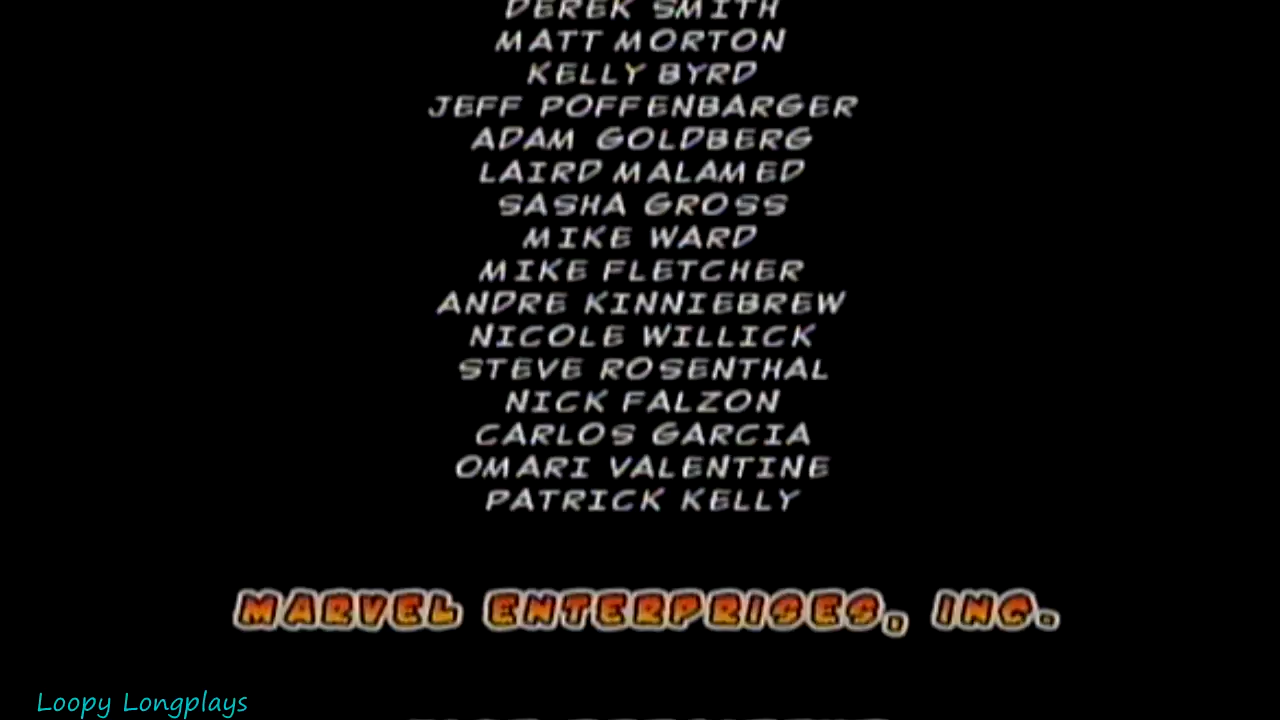 DEREK SMITH
MATT MORTON
KELLY BYRD
JEFF POFFENBARGER
ADAM GOLDBERG
LAIRD MALAMED
SASHA GROSS
MIKE WARD
MIKE FLETCHER
ANDRE KINNIEBREW
NICOLE WILLICK
STEVE ROSENTHAL
NICK FALZON
CARLOS GARCIA
OMARI VALENTINE
PATRICK KELLY
MARVEL ENTERPRISES, INC.
Loopy Longplays